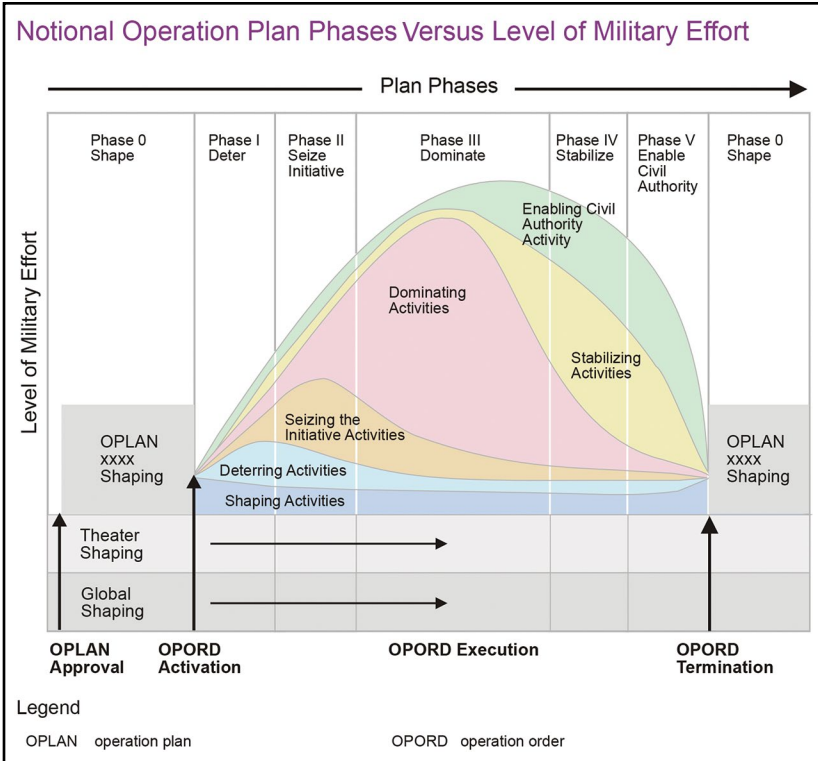 Notional Operation Plan Phases Versus Level of Military Effort
Plan Phases
Phase 0
Shape
Phase I
Deter
Phase II
Seize
Initiative
Phase III
Dominate
Phase IV
Stabilize
Phase V
Enable
Civil
Authority
Phase 0
Shape
Level of Military Effort
Enabling Civil
Authority
Activity
Dominating
Activities
Stabilizing
Activities
Seizing the
Initiative Activities
Deterring Activities
Shaping Activities
OPLAN
xxxx
Shaping
OPLAN
xxxx
Shaping
Theater
Shaping
Global
Shaping
OPLAN
Approval
OPORD
Activation
OPORD Execution
OPORD
Termination
Legend
OPLAN operation plan
OPORD operation order